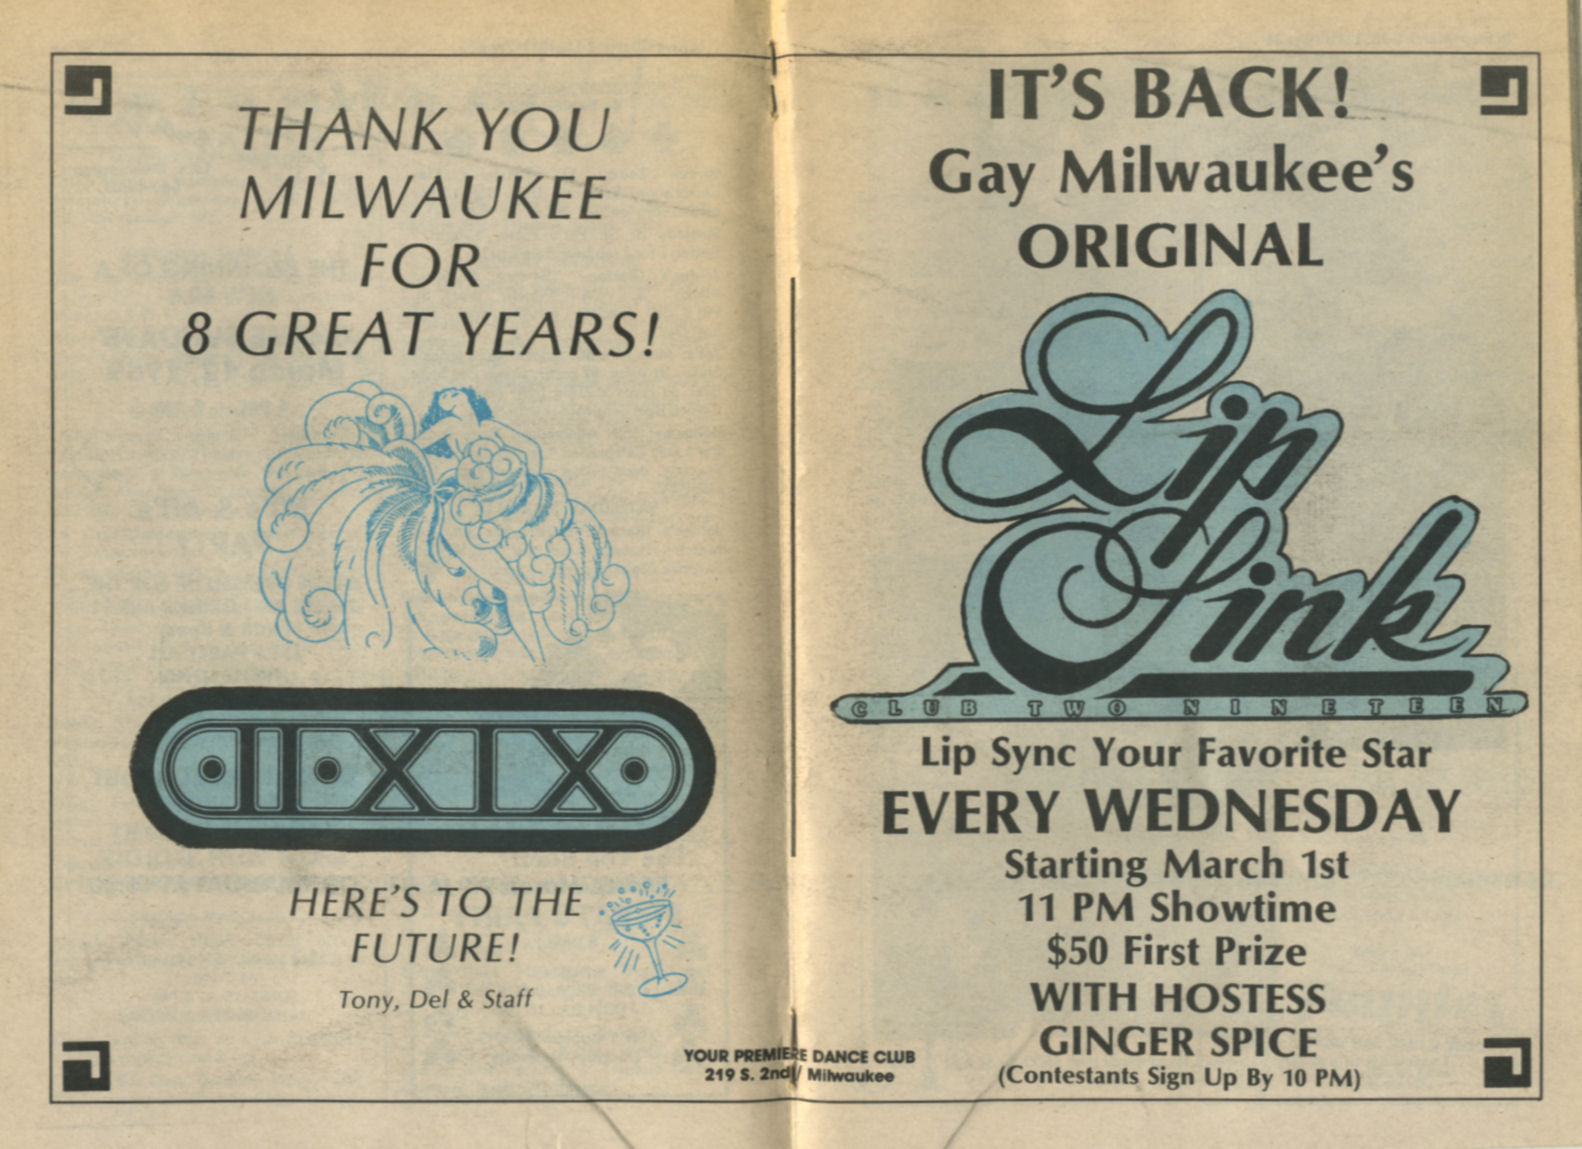 THANK YOU
MILWAUKEE
FOR
8 GREAT YEARS!
HERE'S TO THE
FUTURE!
Tony, Del & Staff
YOUR PREMIERE DANCE CLUB
219 S. 2nd / Milwaukee
IT'S BACK!
Gay Milwaukee's
ORIGINAL
Lip
Sink
CLUB TWO NINETEEN
Lip Sync Your Favorite Star
EVERY WEDNESDAY
Starting March 1st
11 PM Showtime
$50 First Prize
WITH HOSTESS
GINGER SPICE
(Contestants Sign Up By 10 PM)